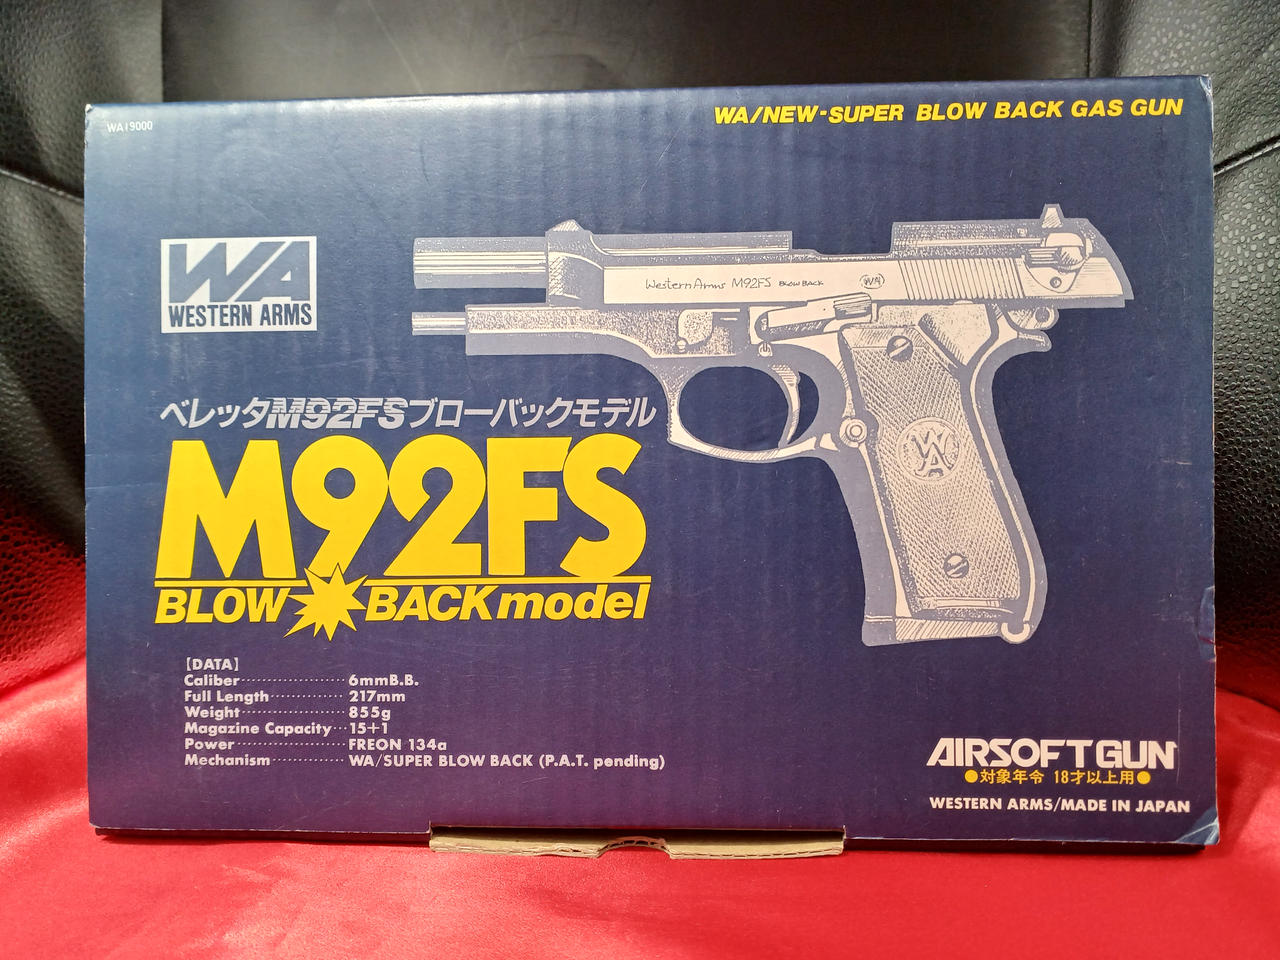 WA19000
WA/NEW-SUPER BLOW BACK GAS GUN
WA
WESTERN ARMS
Western Arms M92FS BLOW BACK WA
WA
ベレッタM92FSブローバックモデル
M92FS
BLOW BACK model
[DATA]
Caliber 6mmB.B.
Full Length 217mm
Weight 855g
Magazine Capacity 15+1
Power FREON 134a
Mechanism WA/SUPER BLOW BACK (P.A.T. pending)
AIRSOFT GUN
●対象年令 18才以上用●
WESTERN ARMS/MADE IN JAPAN